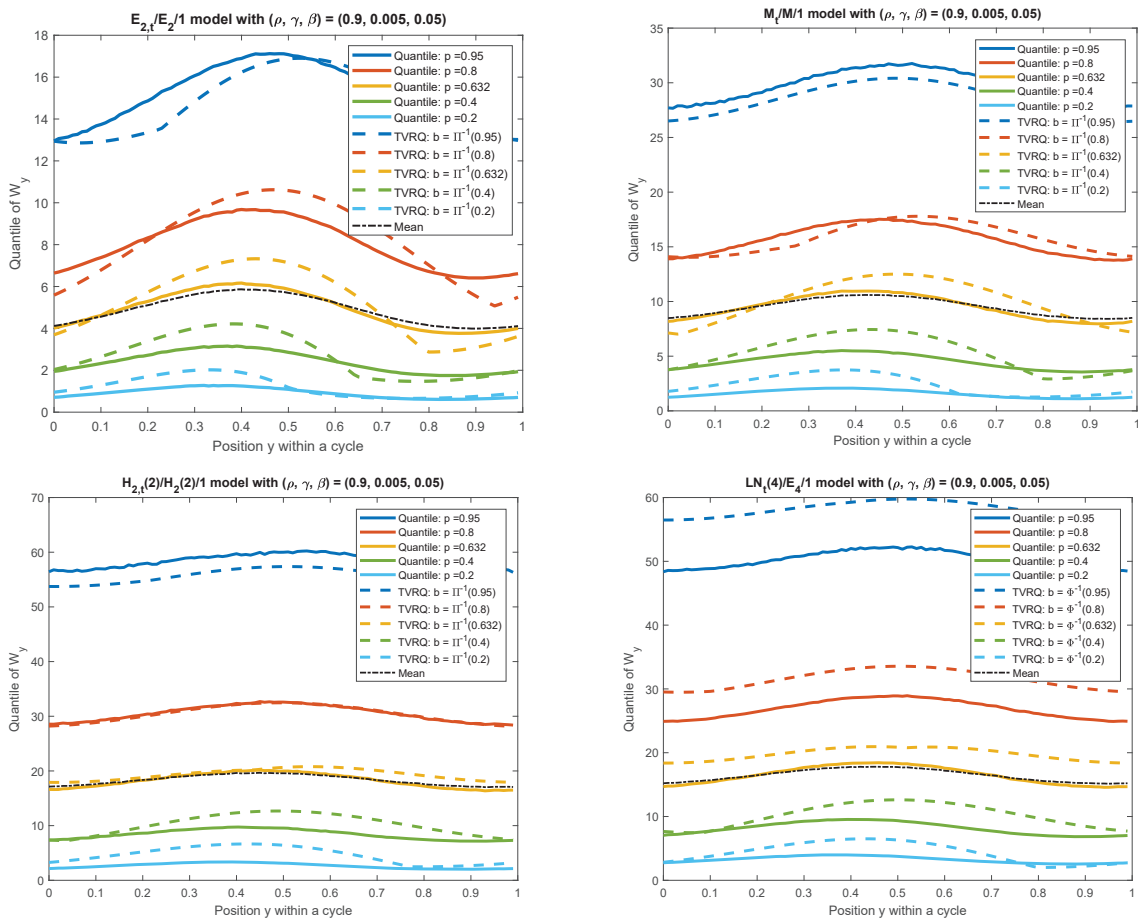 E2,t/E2/1 model with (ρ, γ, β) = (0.9, 0.005, 0.05)
Quantile of Wy
18
16
14
12
10
8
6
4
2
0
Quantile: p =0.95
Quantile: p =0.8
Quantile: p =0.632
Quantile: p =0.4
Quantile: p =0.2
TVRQ: b = Π-1(0.95)
TVRQ: b = Π-1(0.8)
TVRQ: b = Π-1(0.632)
TVRQ: b = Π-1(0.4)
TVRQ: b = Π-1(0.2)
Mean
0 0.1 0.2 0.3 0.4 0.5 0.6 0.7 0.8 0.9 1
Position y within a cycle
Mt/M/1 model with (ρ, γ, β) = (0.9, 0.005, 0.05)
Quantile of Wy
35
30
25
20
15
10
5
0
Quantile: p =0.95
Quantile: p =0.8
Quantile: p =0.632
Quantile: p =0.4
Quantile: p =0.2
TVRQ: b = Π-1(0.95)
TVRQ: b = Π-1(0.8)
TVRQ: b = Π-1(0.632)
TVRQ: b = Π-1(0.4)
TVRQ: b = Π-1(0.2)
Mean
0 0.1 0.2 0.3 0.4 0.5 0.6 0.7 0.8 0.9 1
Position y within a cycle
H2,t(2)/H2(2)/1 model with (ρ, γ, β) = (0.9, 0.005, 0.05)
Quantile of Wy
70
60
50
40
30
20
10
0
Quantile: p =0.95
Quantile: p =0.8
Quantile: p =0.632
Quantile: p =0.4
Quantile: p =0.2
TVRQ: b = Π-1(0.95)
TVRQ: b = Π-1(0.8)
TVRQ: b = Π-1(0.632)
TVRQ: b = Π-1(0.4)
TVRQ: b = Π-1(0.2)
Mean
0 0.1 0.2 0.3 0.4 0.5 0.6 0.7 0.8 0.9 1
Position y within a cycle
LNt(4)/E4/1 model with (ρ, γ, β) = (0.9, 0.005, 0.05)
Quantile of Wy
60
50
40
30
20
10
0
Quantile: p =0.95
Quantile: p =0.8
Quantile: p =0.632
Quantile: p =0.4
Quantile: p =0.2
TVRQ: b = Φ-1(0.95)
TVRQ: b = Φ-1(0.8)
TVRQ: b = Φ-1(0.632)
TVRQ: b = Φ-1(0.4)
TVRQ: b = Φ-1(0.2)
Mean
0 0.1 0.2 0.3 0.4 0.5 0.6 0.7 0.8 0.9 1
Position y within a cycle